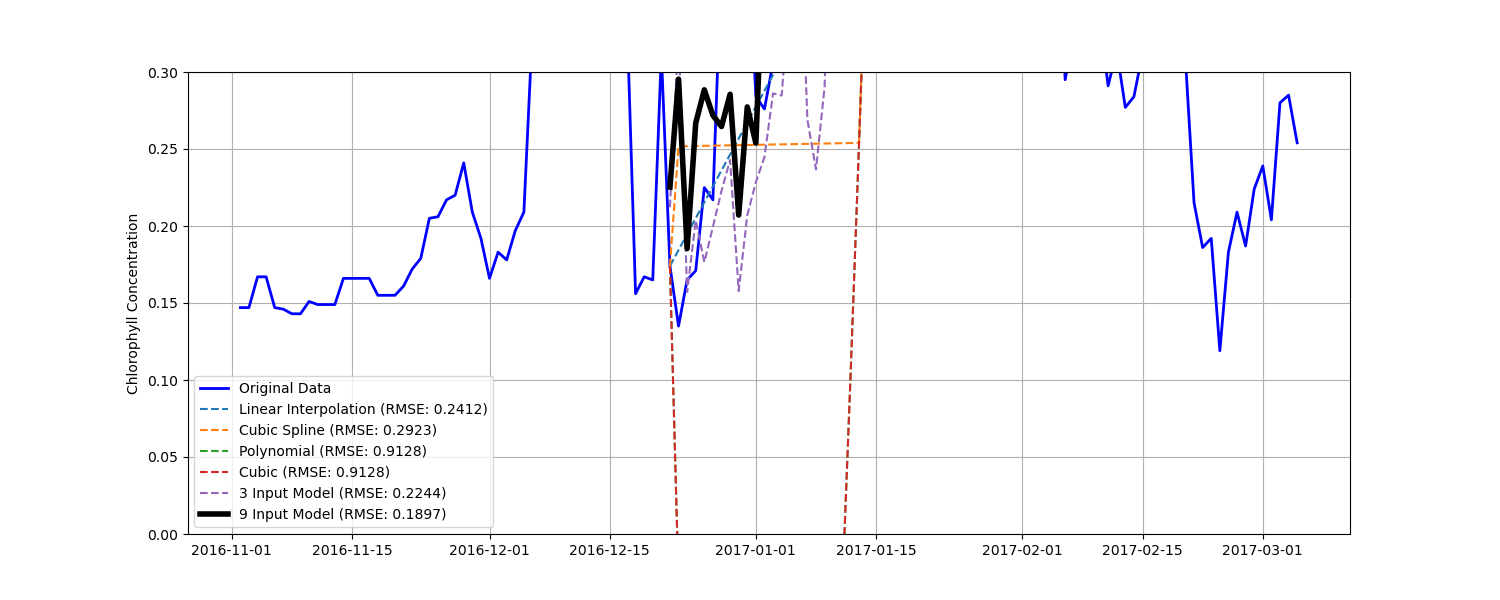 0.30
0.25
0.20
0.15
0.10
0.05
0.00
Chlorophyll Concentration
Original Data
Linear Interpolation (RMSE: 0.2412)
Cubic Spline (RMSE: 0.2923)
Polynomial (RMSE: 0.9128)
Cubic (RMSE: 0.9128)
3 Input Model (RMSE: 0.2244)
9 Input Model (RMSE: 0.1897)
2016-11-01 2016-11-15 2016-12-01 2016-12-15 2017-01-01 2017-01-15 2017-02-01 2017-02-15 2017-03-01